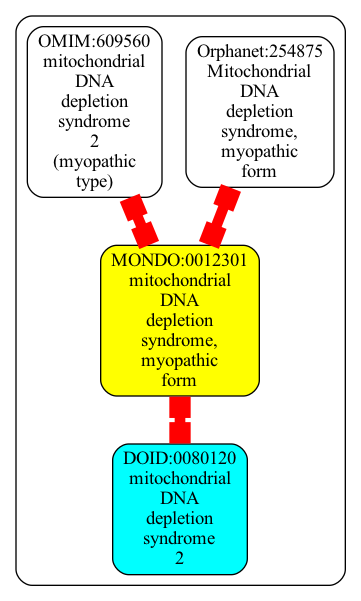 OMIM:609560
mitochondrial
DNA
depletion
syndrome
2
(myopathic
type)
Orphanet:254875
Mitochondrial
DNA
depletion
syndrome,
myopathic
form
MONDO:0012301
mitochondrial
DNA
depletion
syndrome,
myopathic
form
DOID:0080120
mitochondrial
DNA
depletion
syndrome
2